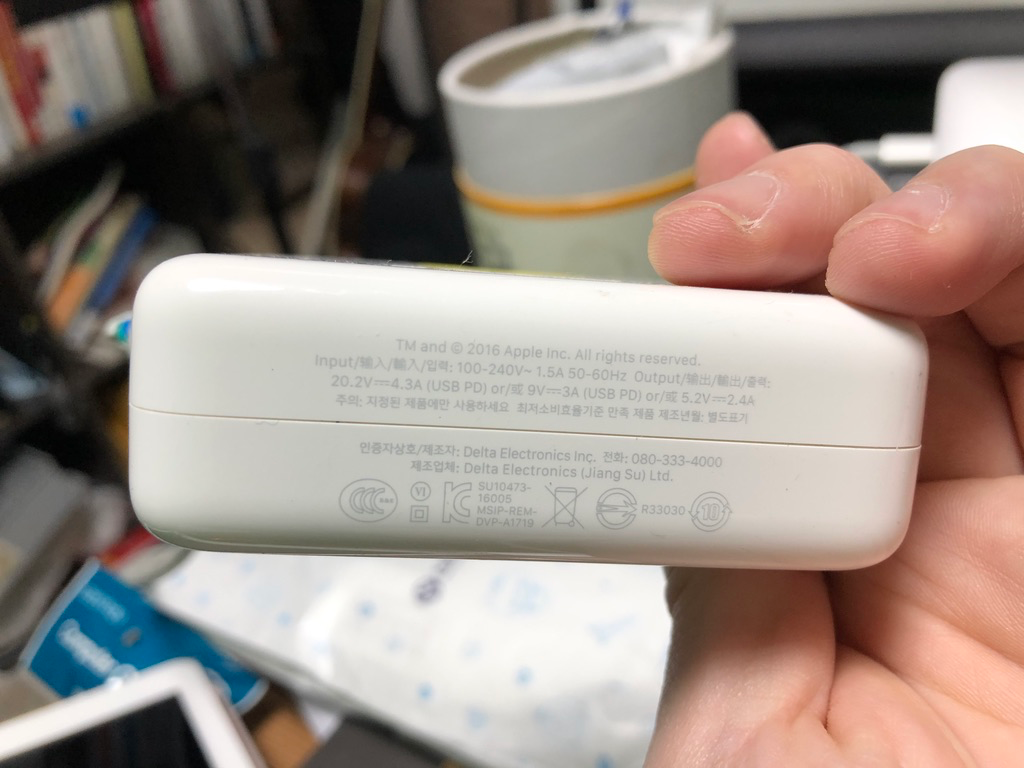 TM and © 2016 Apple Inc. All rights reserved.
Input/输入/輸入/입력: 100-240V~ 1.5A 50-60Hz Output/输出/輸出/출력:
20.2V⎓4.3A (USB PD) or/或 9V⎓3A (USB PD) or/或 5.2V⎓2.4A
주의: 지정된 제품에만 사용하세요 최저소비효율기준 만족 제품 제조년월: 별도표기
인증자상호/제조자: Delta Electronics Inc. 전화: 080-333-4000
제조업체: Delta Electronics (Jiang Su) Ltd.
VI
SU10473-
16005
MSIP-REM-
DVP-A1719
R33030
10